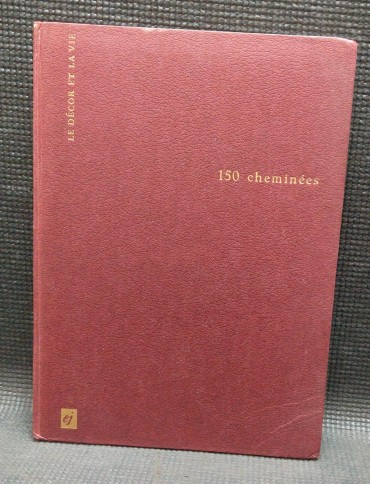 LE DÉCOR ET LA VIE
150 cheminées
ej